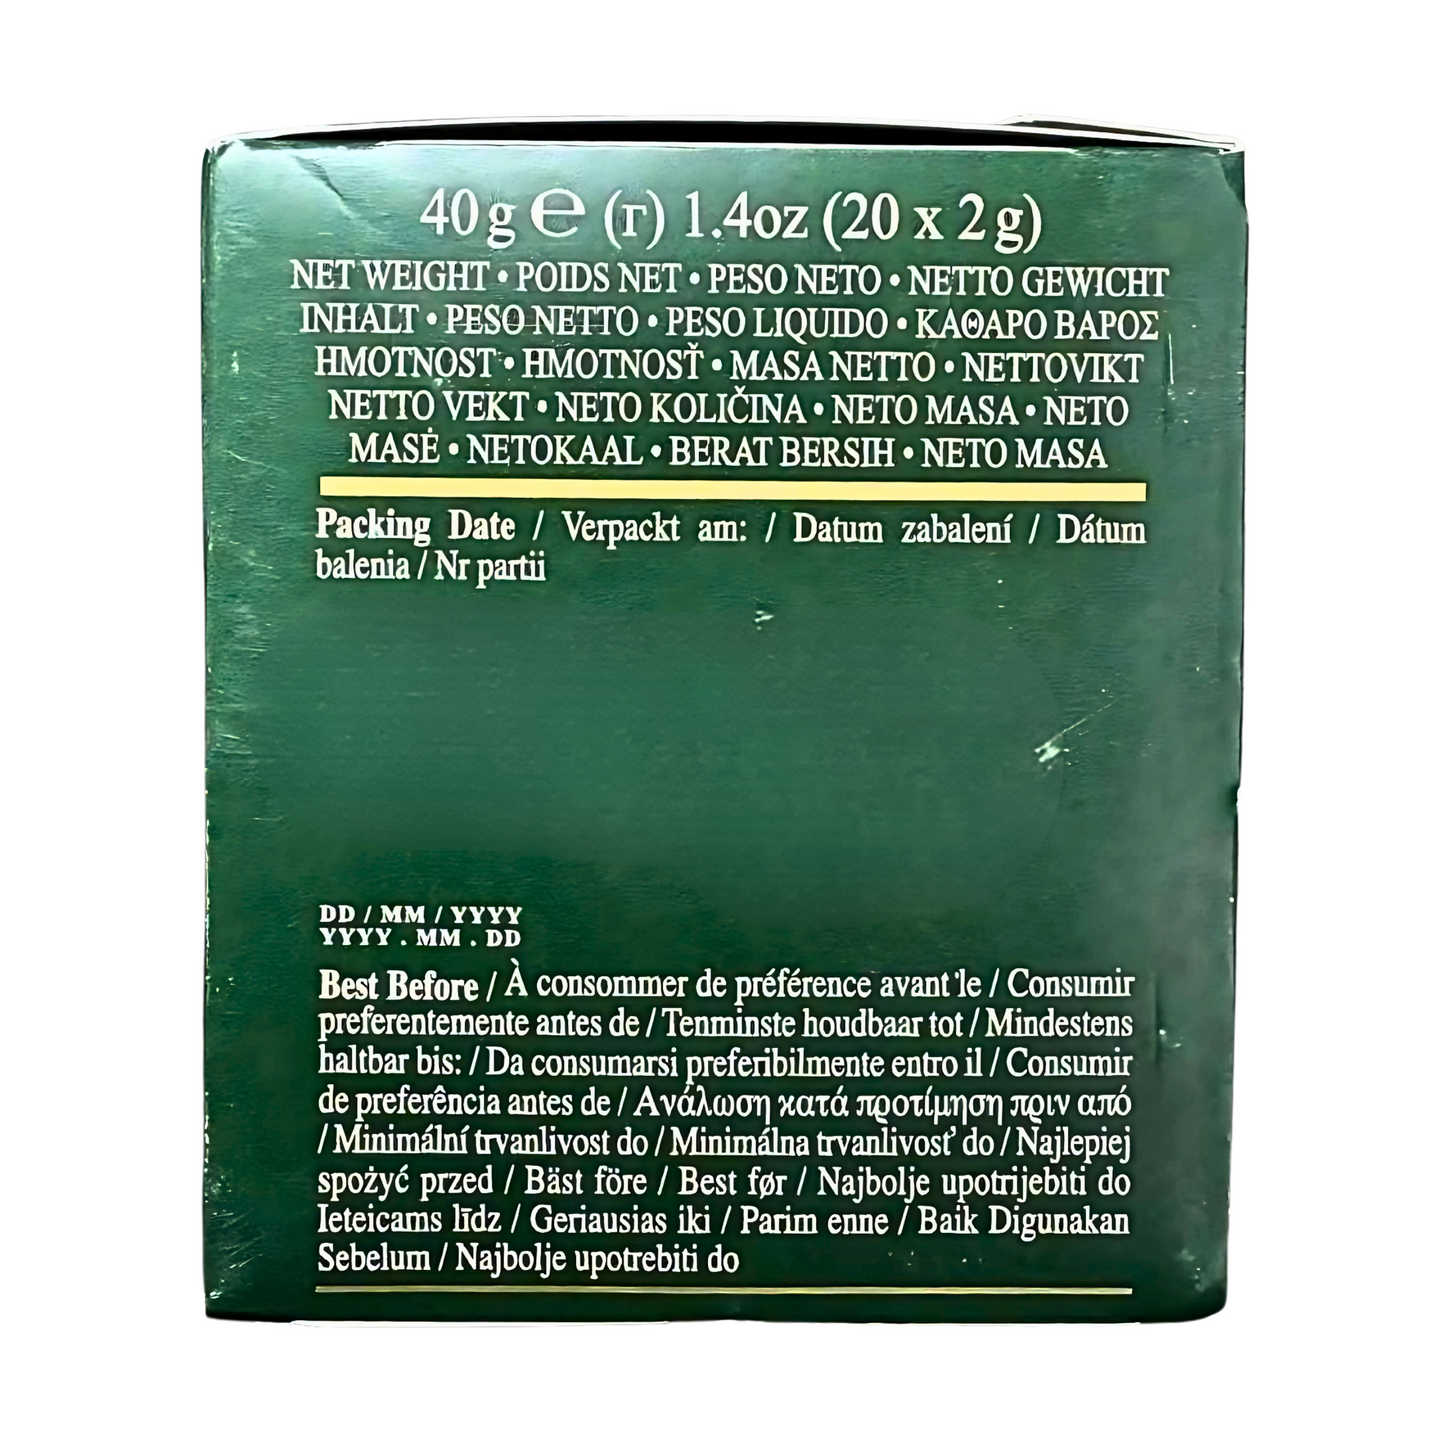 40 g ℮ (г) 1.4oz (20 x 2 g)
NET WEIGHT • POIDS NET • PESO NETO • NETTO GEWICHT
INHALT • PESO NETTO • PESO LIQUIDO • ΚΑΘΑΡΟ ΒΑΡΟΣ
HMOTNOST • HMOTNOSŤ • MASA NETTO • NETTOVIKT
NETTO VEKT • NETO KOLIČINA • NETO MASA • NETO
MASĖ • NETOKAAL • BERAT BERSIH • NETO MASA
Packing Date / Verpackt am: / Datum zabalení / Dátum
balenia / Nr partii
DD / MM / YYYY
YYYY . MM . DD
Best Before / À consommer de préférence avant le / Consumir
preferentemente antes de / Tenminste houdbaar tot / Mindestens
haltbar bis: / Da consumarsi preferibilmente entro il / Consumir
de preferência antes de / Ανάλωση κατά προτίμηση πριν από
/ Minimální trvanlivost do / Minimálna trvanlivosť do / Najlepiej
spożyć przed / Bäst före / Best før / Najbolje upotrijebiti do
Ieteicams līdz / Geriausias iki / Parim enne / Baik Digunakan
Sebelum / Najbolje upotrebiti do